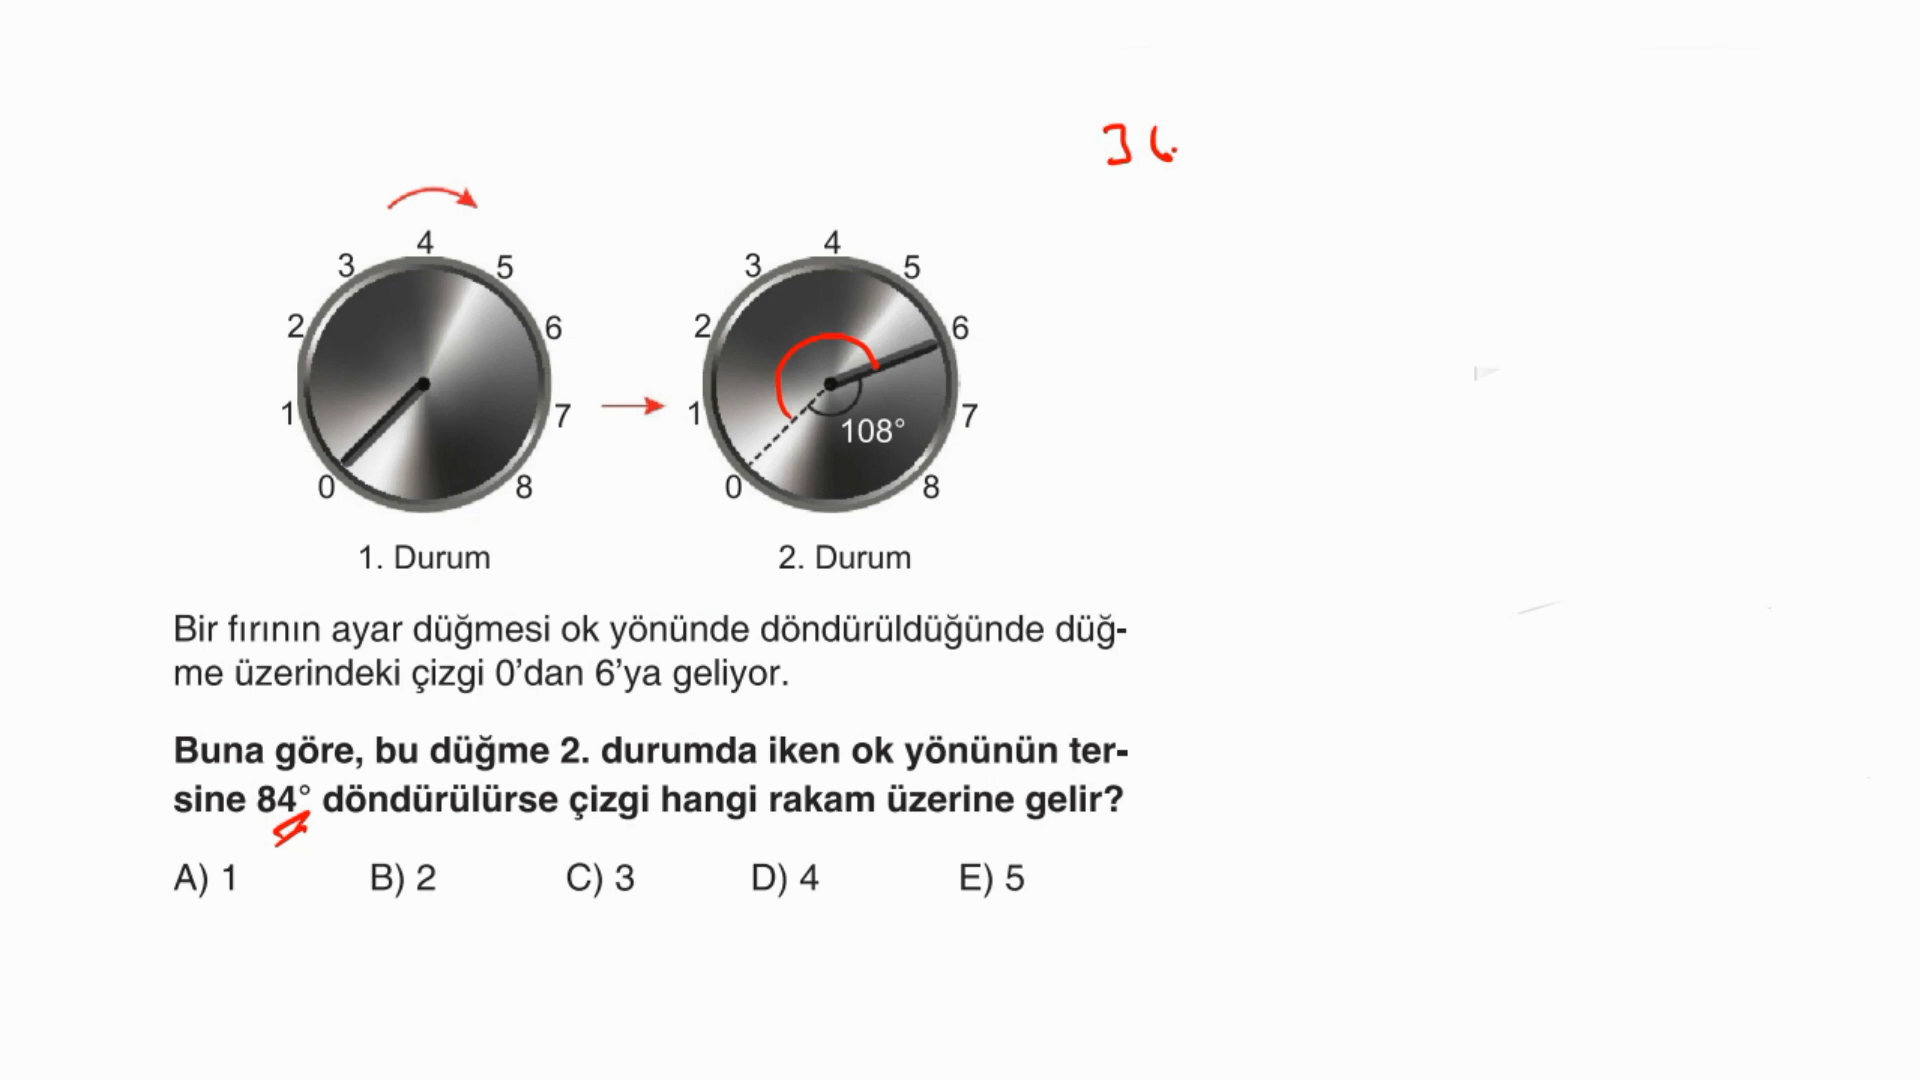 36
4
3 5
2 6
1 7
0 8
1. Durum
4
3 5
2 6
1 7
108°
0 8
2. Durum
Bir fırının ayar düğmesi ok yönünde döndürüldüğünde düğ-
me üzerindeki çizgi 0’dan 6’ya geliyor.
Buna göre, bu düğme 2. durumda iken ok yönünün ter-
sine 84° döndürülürse çizgi hangi rakam üzerine gelir?
A) 1 B) 2 C) 3 D) 4 E) 5